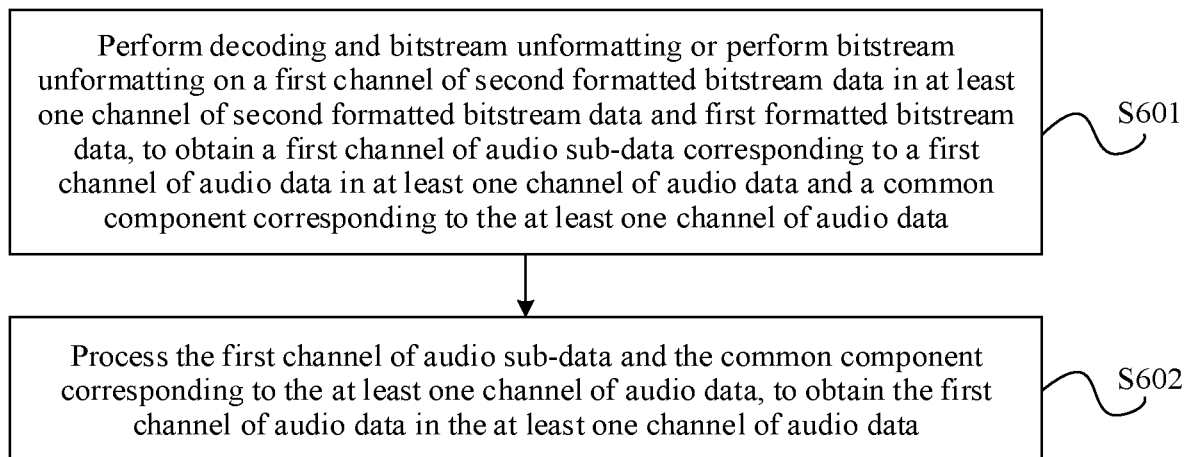 Perform decoding and bitstream unformatting or perform bitstream
unformatting on a first channel of second formatted bitstream data in at least
one channel of second formatted bitstream data and first formatted bitstream
data, to obtain a first channel of audio sub-data corresponding to a first
channel of audio data in at least one channel of audio data and a common
component corresponding to the at least one channel of audio data
S601
Process the first channel of audio sub-data and the common component
corresponding to the at least one channel of audio data, to obtain the first
channel of audio data in the at least one channel of audio data
S602